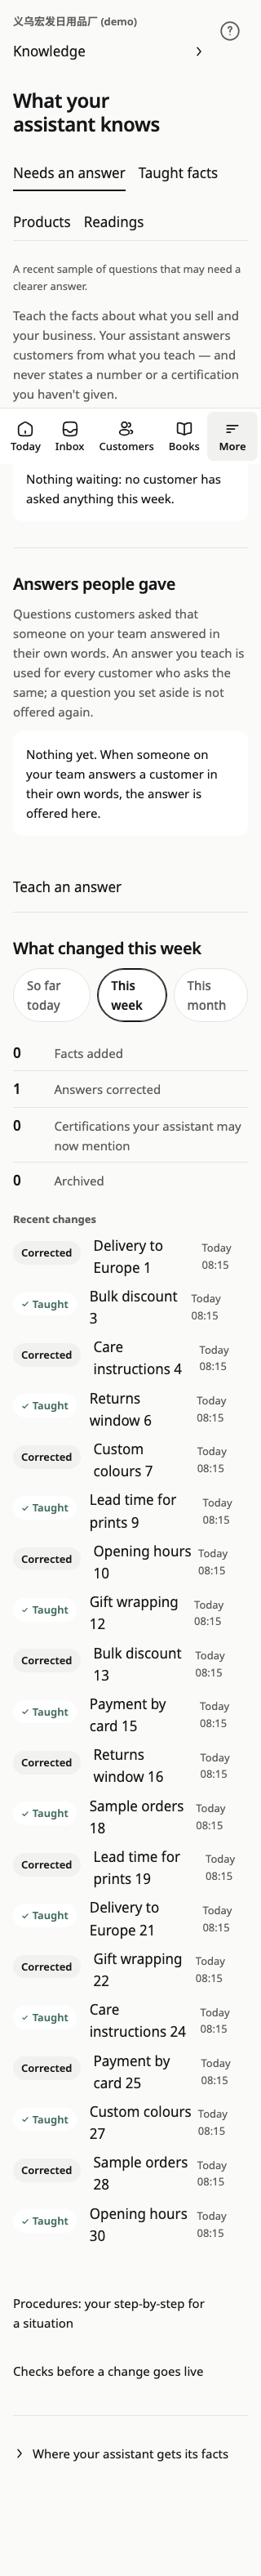 义乌宏发日用品厂 (demo)
Knowledge
What your
assistant knows
Needs an answer Taught facts
Products Readings
A recent sample of questions that may need a
clearer answer.
Teach the facts about what you sell and
your business. Your assistant answers
customers from what you teach — and
never states a number or a certification
you haven't given.
Today Inbox Customers Books More
Nothing waiting: no customer has
asked anything this week.
Answers people gave
Questions customers asked that
someone on your team answered in
their own words. An answer you teach is
used for every customer who asks the
same; a question you set aside is not
offered again.
Nothing yet. When someone on
your team answers a customer in
their own words, the answer is
offered here.
Teach an answer
What changed this week
So far
today
This
week
This
month
0 Facts added
1 Answers corrected
0 Certifications your assistant may
now mention
0 Archived
Recent changes
Corrected Delivery to
Europe 1
Today
08:15
✓ Taught Bulk discount
3
Today
08:15
Corrected Care
instructions 4
Today
08:15
✓ Taught Returns
window 6
Today
08:15
Corrected Custom
colours 7
Today
08:15
✓ Taught Lead time for
prints 9
Today
08:15
Corrected Opening hours
10
Today
08:15
✓ Taught Gift wrapping
12
Today
08:15
Corrected Bulk discount
13
Today
08:15
✓ Taught Payment by
card 15
Today
08:15
Corrected Returns
window 16
Today
08:15
✓ Taught Sample orders
18
Today
08:15
Corrected Lead time for
prints 19
Today
08:15
✓ Taught Delivery to
Europe 21
Today
08:15
Corrected Gift wrapping
22
Today
08:15
✓ Taught Care
instructions 24
Today
08:15
Corrected Payment by
card 25
Today
08:15
✓ Taught Custom colours
27
Today
08:15
Corrected Sample orders
28
Today
08:15
✓ Taught Opening hours
30
Today
08:15
Procedures: your step-by-step for
a situation
Checks before a change goes live
Where your assistant gets its facts